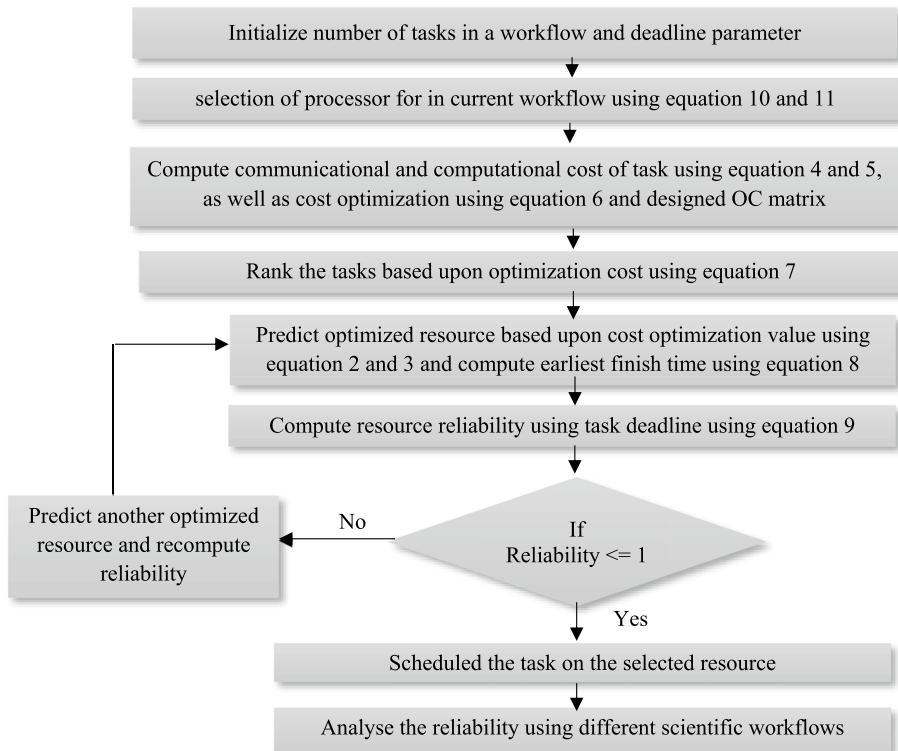 Initialize number of tasks in a workflow and deadline parameter
selection of processor for in current workflow using equation 10 and 11
Compute communicational and computational cost of task using equation 4 and 5,
as well as cost optimization using equation 6 and designed OC matrix
Rank the tasks based upon optimization cost using equation 7
Predict optimized resource based upon cost optimization value using
equation 2 and 3 and compute earliest finish time using equation 8
Compute resource reliability using task deadline using equation 9
If
Reliability <= 1
No
Predict another optimized
resource and recompute
reliability
Yes
Scheduled the task on the selected resource
Analyse the reliability using different scientific workflows